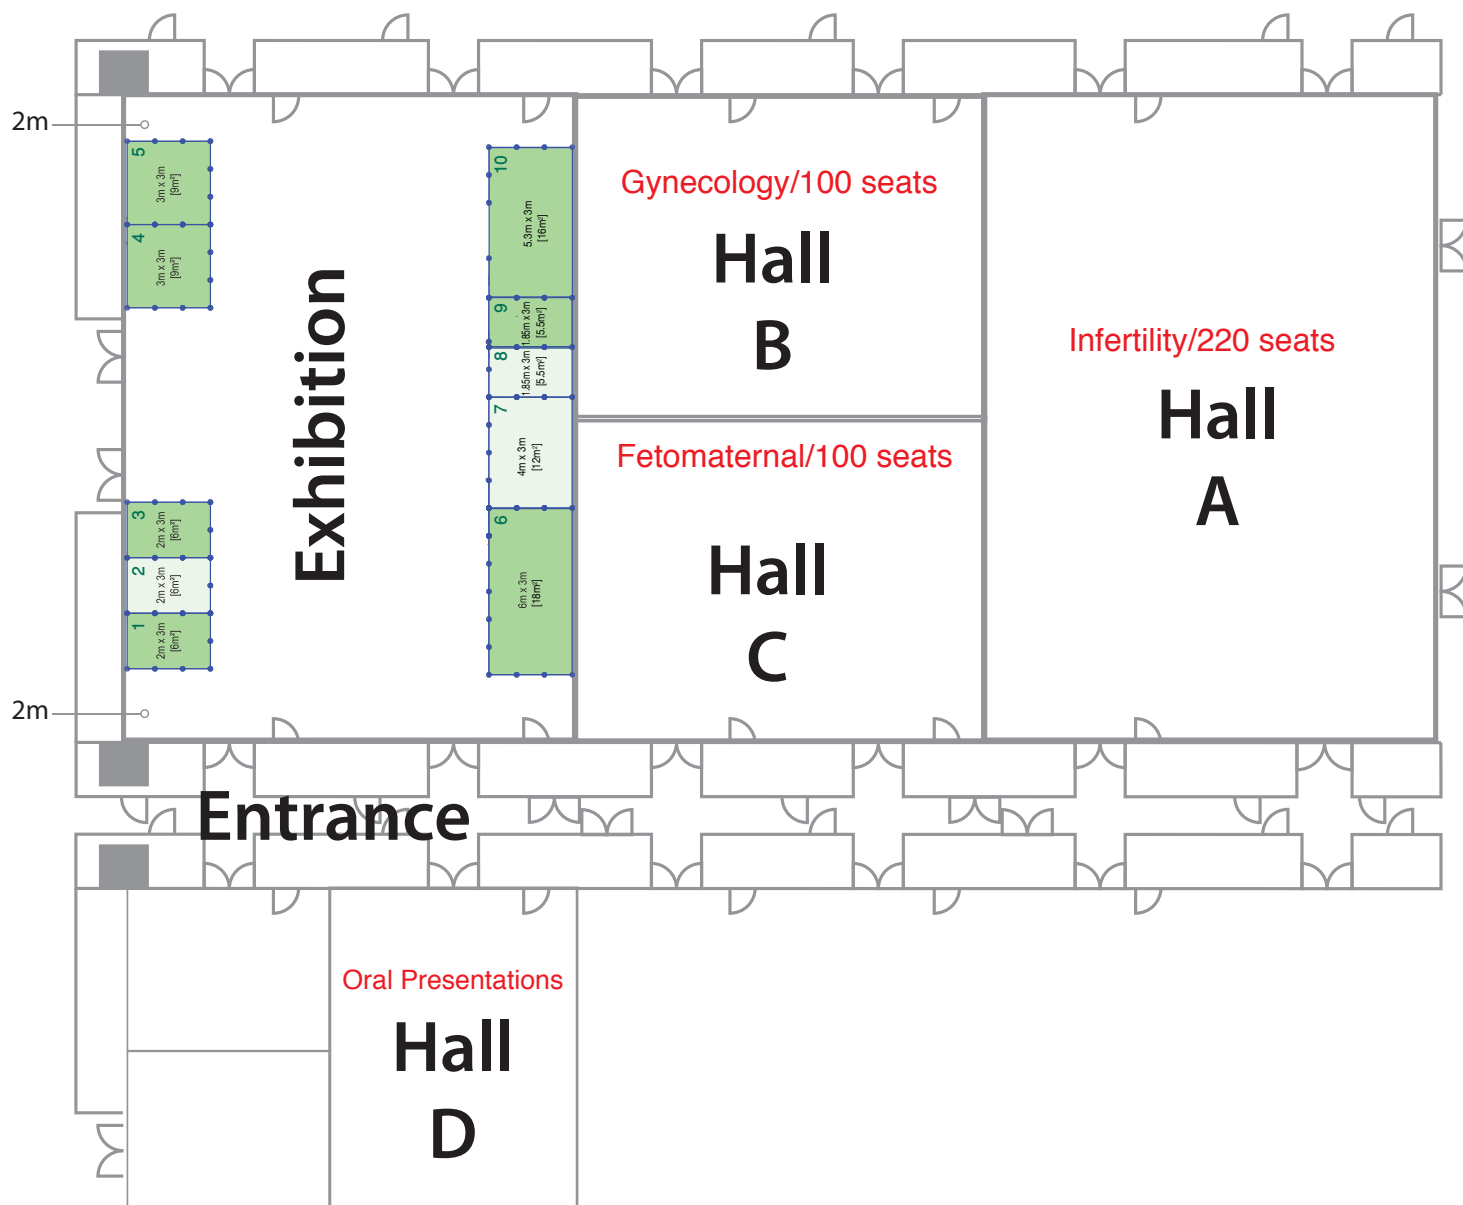 2m
5
3m x 3m
[9m²]
4
3m x 3m
[9m²]
3
2m x 3m
[6m²]
2
2m x 3m
[6m²]
1
2m x 3m
[6m²]
2m
Exhibition
10
5.3m x 3m
[16m²]
9
1.85m x 3m
[5.5m²]
8
1.85m x 3m
[5.5m²]
7
4m x 3m
[12m²]
6
6m x 3m
[18m²]
Gynecology/100 seats
Hall
B
Fetomaternal/100 seats
Hall
C
Infertility/220 seats
Hall
A
Entrance
Oral Presentations
Hall
D